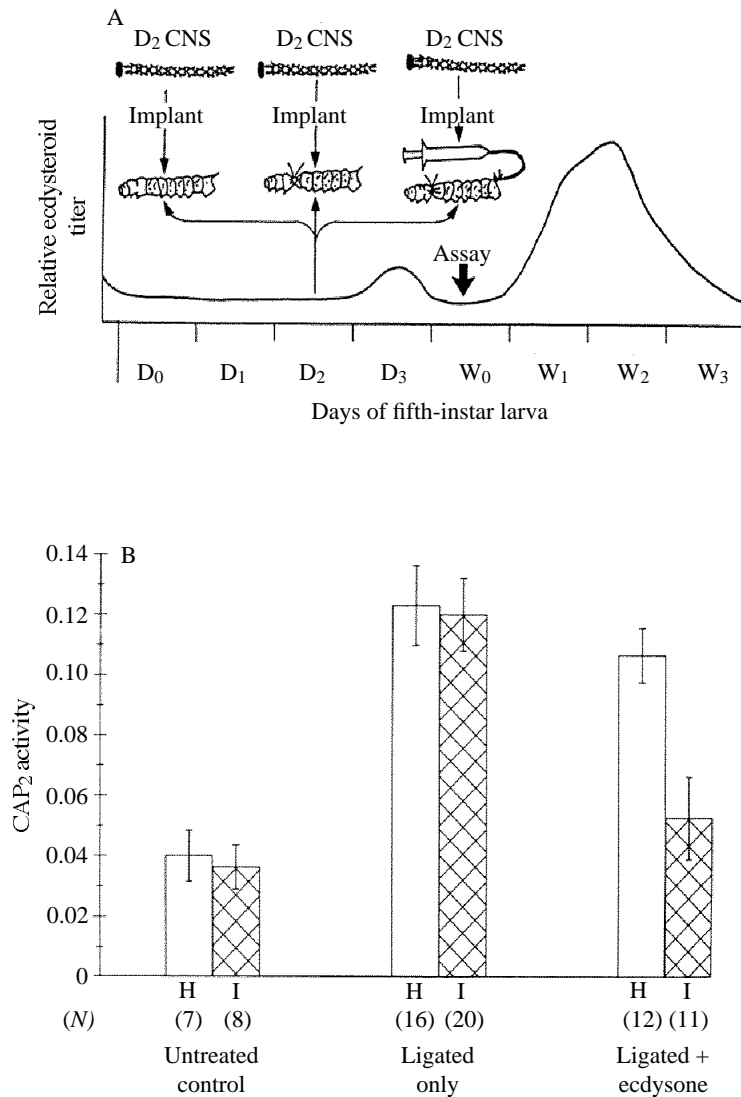 A
D2 CNS D2 CNS D2 CNS
Implant Implant Implant
Relative ecdysteroid
titer
Assay
D0 D1 D2 D3 W0 W1 W2 W3
Days of fifth-instar larva
B
CAP2 activity
0.14
0.12
0.10
0.08
0.06
0.04
0.02
0
H I H I H I
(N) (7) (8) (16) (20) (12) (11)
Untreated Ligated Ligated +
control only ecdysone